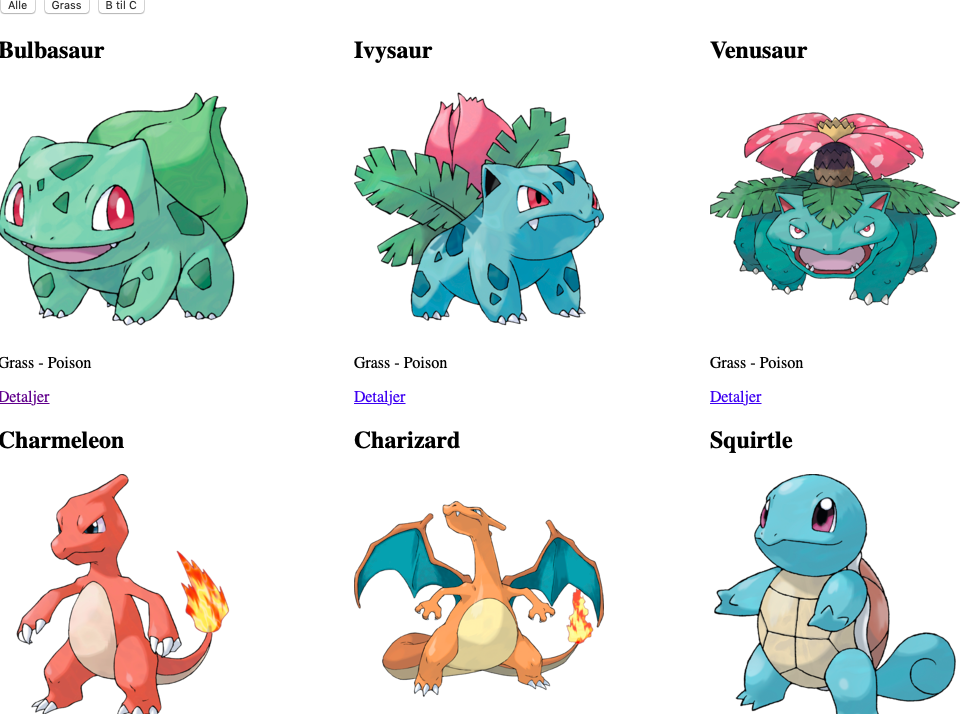 Alle Grass B til C
Bulbasaur Ivysaur Venusaur
Grass - Poison Grass - Poison Grass - Poison
Detaljer Detaljer Detaljer
Charmeleon Charizard Squirtle